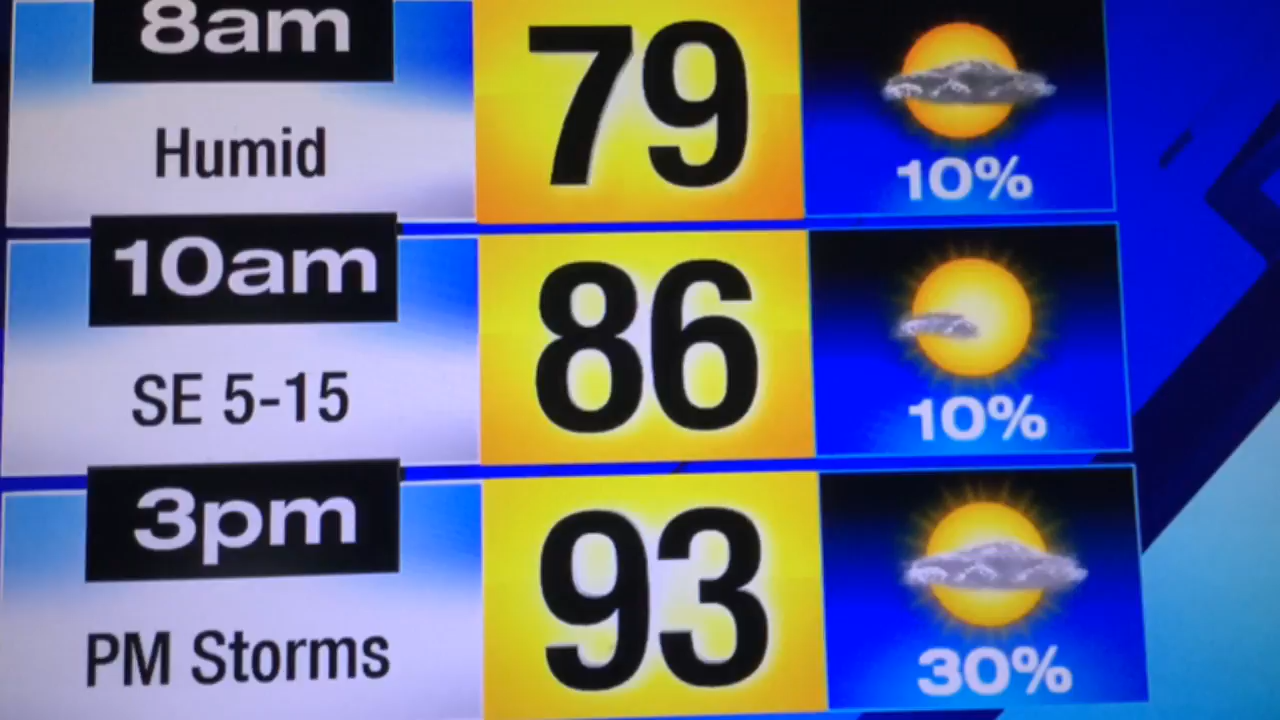 8am
79
Humid
10%
10am
86
SE 5-15
10%
3pm
93
PM Storms
30%